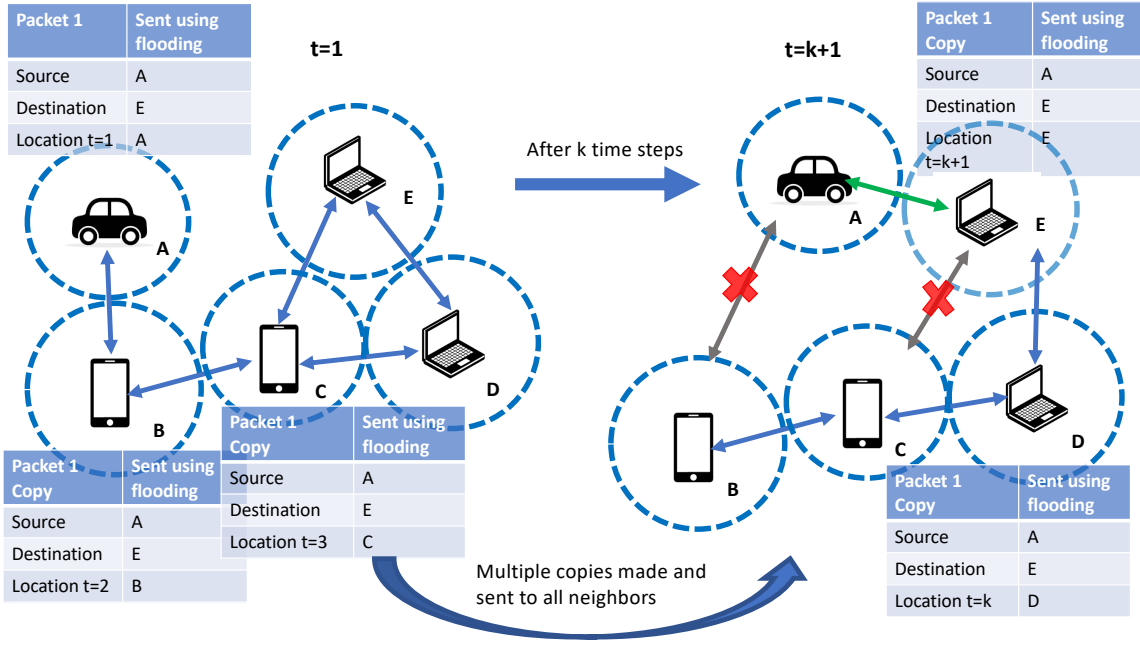 Packet 1 Sent using
flooding
Source A
Destination E
Location t=1 A
t=1
A
E
B
C
D
Packet 1 Sent using
Copy flooding
Source A
Destination E
Location t=2 B
Packet 1 Sent using
Copy flooding
Source A
Destination E
Location t=3 C
After k time steps
Multiple copies made and
sent to all neighbors
t=k+1
Packet 1 Sent using
Copy flooding
Source A
Destination E
Location E
t=k+1
A
E
B
C
D
Packet 1 Sent using
Copy flooding
Source A
Destination E
Location t=k D